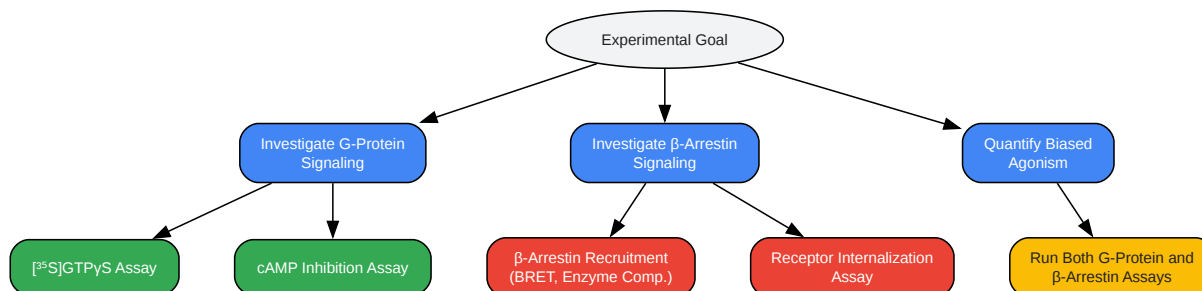 Experimental Goal
Investigate G-Protein
Signaling
Investigate β-Arrestin
Signaling
Quantify Biased
Agonism
[³⁵S]GTPγS Assay
cAMP Inhibition Assay
β-Arrestin Recruitment
(BRET, Enzyme Comp.)
Receptor Internalization
Assay
Run Both G-Protein and
β-Arrestin Assays